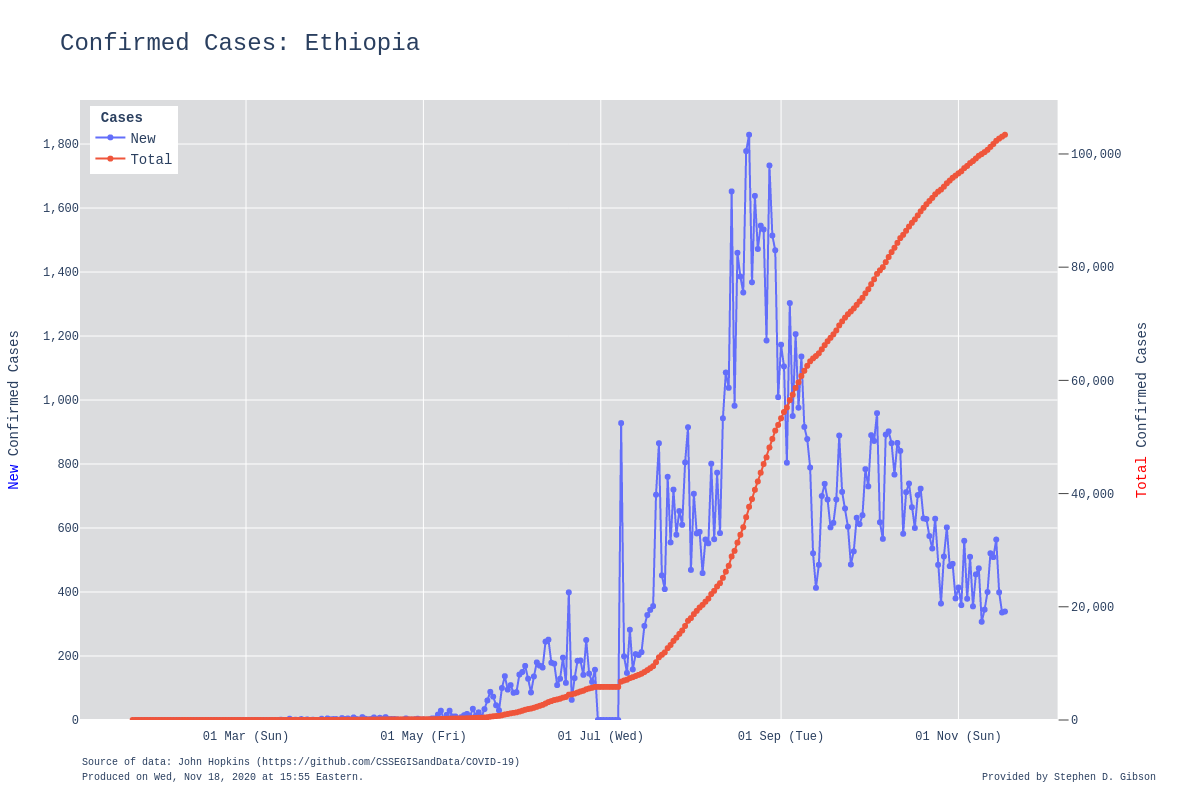 Confirmed Cases: Ethiopia
Cases
New
Total
1,800
1,600
1,400
1,200
1,000
800
600
400
200
0
100,000
80,000
60,000
40,000
20,000
0
New Confirmed Cases
Total Confirmed Cases
01 Mar (Sun)
01 May (Fri)
01 Jul (Wed)
01 Sep (Tue)
01 Nov (Sun)
Source of data: John Hopkins (https://github.com/CSSEGISandData/COVID-19)
Produced on Wed, Nov 18, 2020 at 15:55 Eastern.
Provided by Stephen D. Gibson